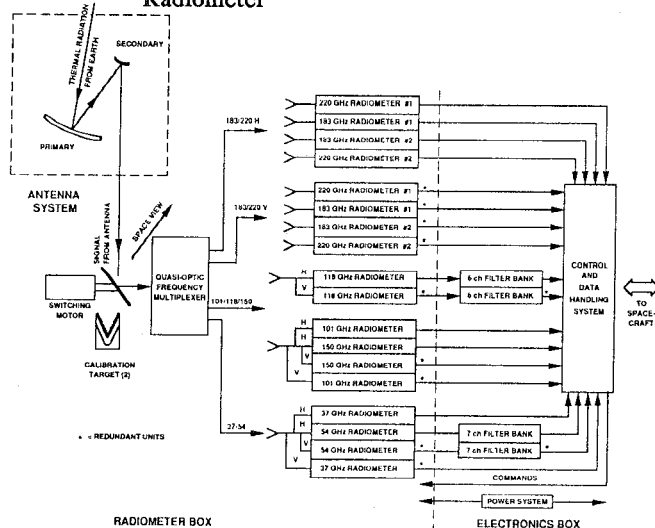 Radiometer
THERMAL RADIATION
FROM EARTH
SECONDARY
PRIMARY
ANTENNA
SYSTEM
SIGNAL
FROM ANTENNA
SPACE VIEW
SWITCHING
MOTOR
CALIBRATION
TARGET (2)
QUASI-OPTIC
FREQUENCY
MULTIPLEXER
183/220 H
183/220 V
101-118/150
37-54
220 GHz RADIOMETER #1
183 GHz RADIOMETER #1
183 GHz RADIOMETER #2
220 GHz RADIOMETER #2
220 GHz RADIOMETER #1 *
183 GHz RADIOMETER #1 *
183 GHz RADIOMETER #2 *
220 GHz RADIOMETER #2 *
H 118 GHz RADIOMETER 6 ch FILTER BANK
V 118 GHz RADIOMETER * 6 ch FILTER BANK *
H 101 GHz RADIOMETER
H 150 GHz RADIOMETER
V 150 GHz RADIOMETER *
V 101 GHz RADIOMETER *
H 37 GHz RADIOMETER
H 54 GHz RADIOMETER 7 ch FILTER BANK
V 54 GHz RADIOMETER * 7 ch FILTER BANK *
V 37 GHz RADIOMETER *
CONTROL
AND
DATA
HANDLING
SYSTEM
TO
SPACE-
CRAFT
COMMANDS
POWER SYSTEM
* = REDUNDANT UNITS
RADIOMETER BOX
ELECTRONICS BOX